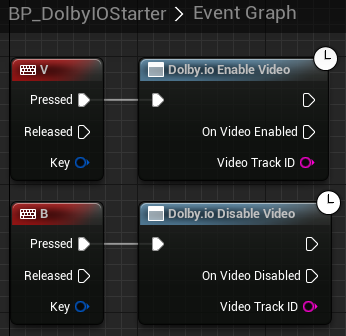 BP_DolbyIOStarter > Event Graph
V
Dolby.io Enable Video
Pressed
Released
On Video Enabled
Key
Video Track ID
B
Dolby.io Disable Video
Pressed
Released
On Video Disabled
Key
Video Track ID